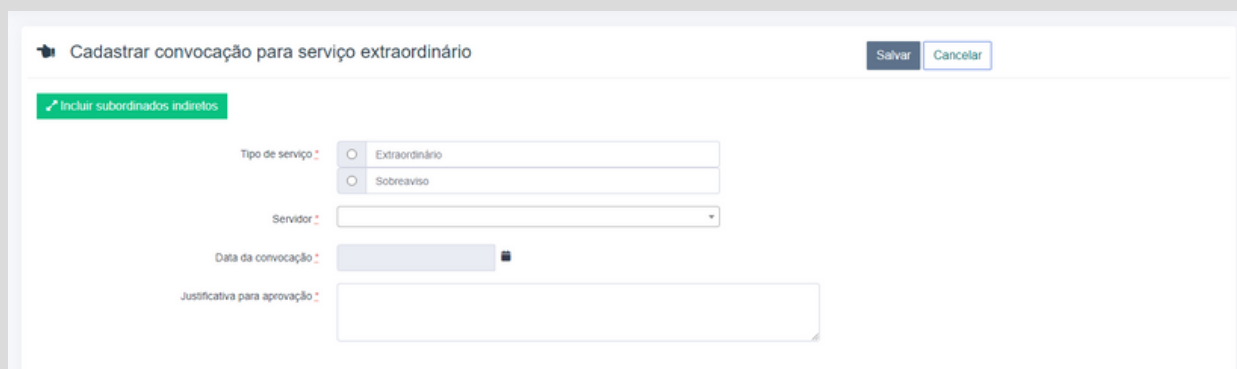 Cadastrar convocação para serviço extraordinário
Salvar
Cancelar
Incluir subordinados indiretos
Tipo de serviço *
Extraordinário
Sobreaviso
Servidor *
Data da convocação *
Justificativa para aprovação *